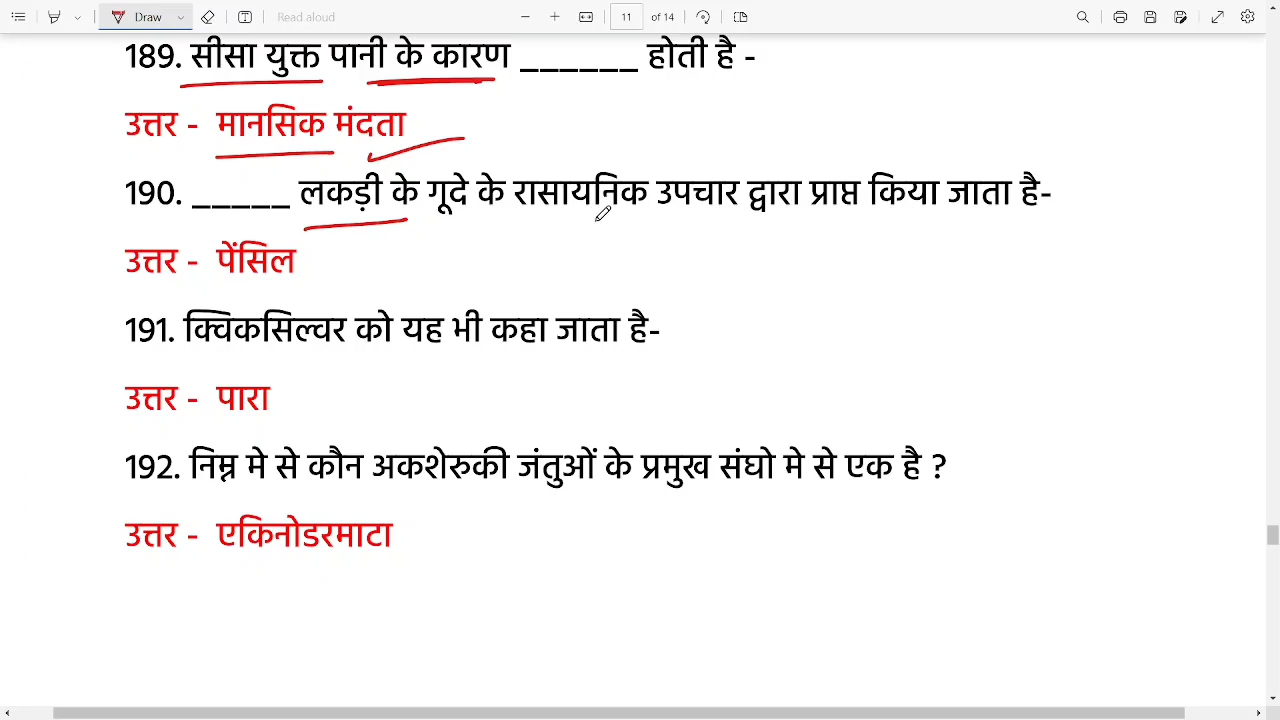 Draw
Read aloud
11 of 14
189. सीसा युक्त पानी के कारण ______ होती है -
उत्तर - मानसिक मंदता
190. _____ लकड़ी के गूदे के रासायनिक उपचार द्वारा प्राप्त किया जाता है-
उत्तर - पेंसिल
191. क्विकसिल्वर को यह भी कहा जाता है-
उत्तर - पारा
192. निम्न मे से कौन अकशेरुकी जंतुओं के प्रमुख संघो मे से एक है ?
उत्तर - एकिनोडरमाटा